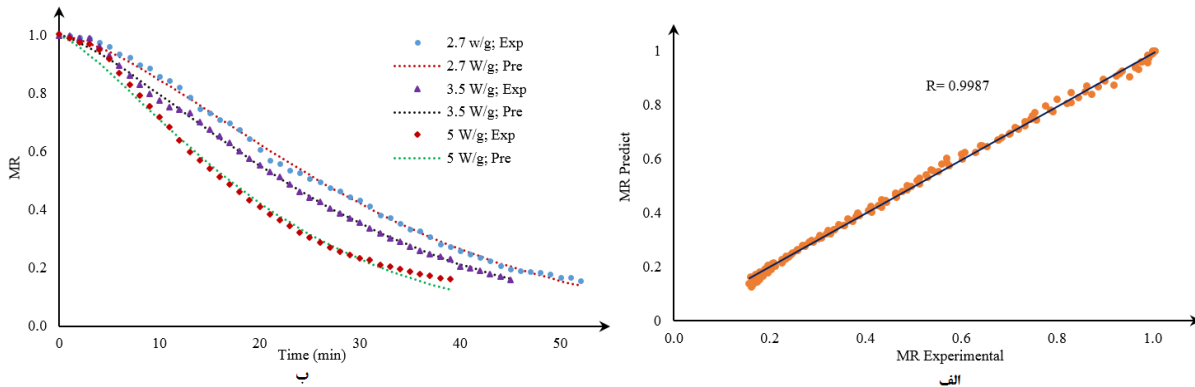 1.0
0.8
0.6
0.4
0.2
0.0
MR
0
10
20
30
40
50
Time (min)
2.7 w/g; Exp
2.7 W/g; Pre
3.5 W/g; Exp
3.5 W/g; Pre
5 W/g; Exp
5 W/g; Pre
ب
1
0.8
0.6
0.4
0.2
0
MR Predict
R= 0.9987
0.0
0.2
0.4
0.6
0.8
1.0
MR Experimental
الف